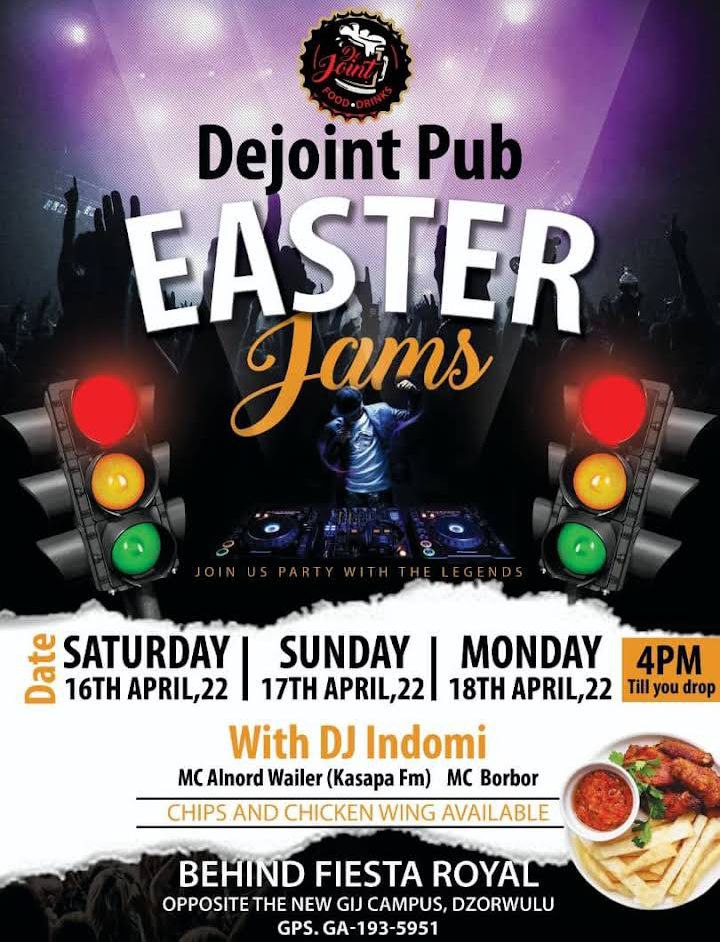 De
Joint
FOOD • DRINKS
Dejoint Pub
EASTER
Jams
JOIN US PARTY WITH THE LEGENDS
Date
SATURDAY | SUNDAY | MONDAY
16TH APRIL,22 | 17TH APRIL,22 | 18TH APRIL,22
4PM
Till you drop
With DJ Indomi
MC Alnord Wailer (Kasapa Fm) MC Borbor
CHIPS AND CHICKEN WING AVAILABLE
BEHIND FIESTA ROYAL
OPPOSITE THE NEW GIJ CAMPUS, DZORWULU
GPS. GA-193-5951